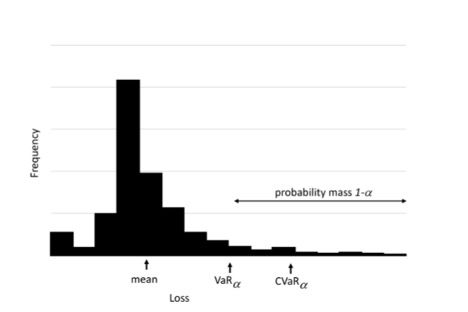 Frequency
probability mass 1-α
mean
VaRα
CVaRα
Loss